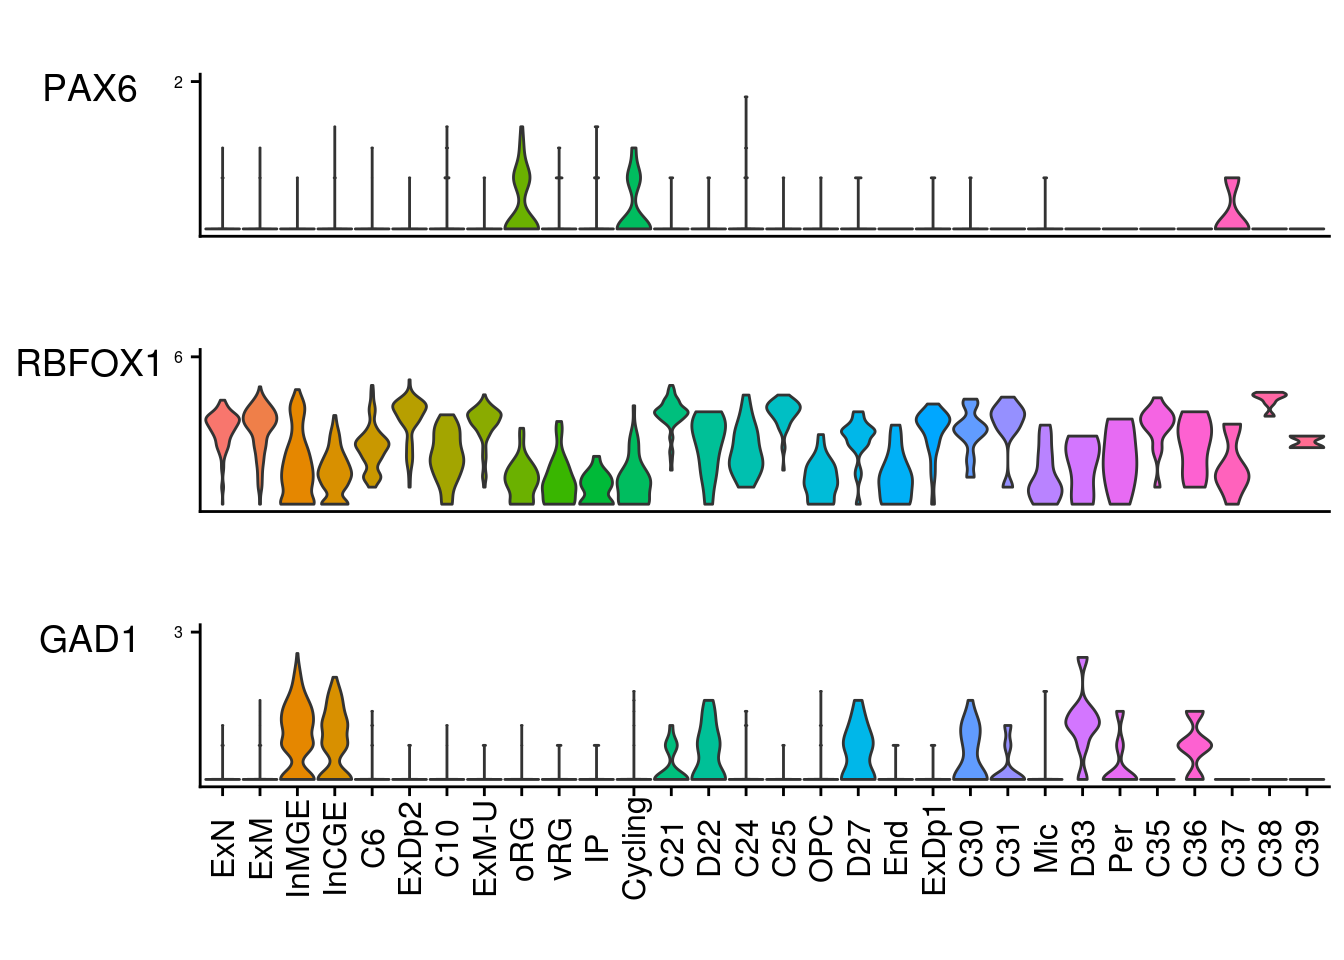 PAX6
2
RBFOX1
6
GAD1
3
ExN
ExM
InMGE
InCGE
C6
ExDp2
C10
ExM-U
oRG
vRG
IP
Cycling
C21
D22
C24
C25
OPC
D27
End
ExDp1
C30
C31
Mic
D33
Per
C35
C36
C37
C38
C39